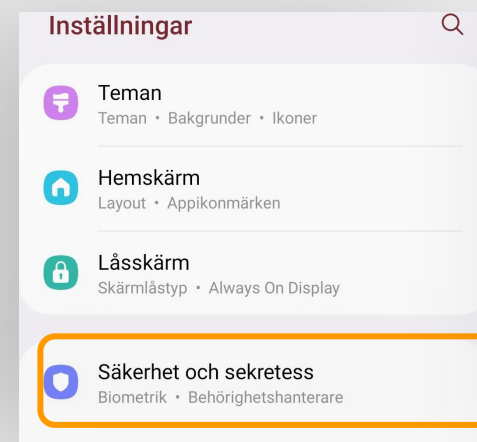 Inställningar
Teman
Teman • Bakgrunder • Ikoner
Hemskärm
Layout • Appikonmärken
Låsskärm
Skärmlåstyp • Always On Display
Säkerhet och sekretess
Biometrik • Behörighetshanterare